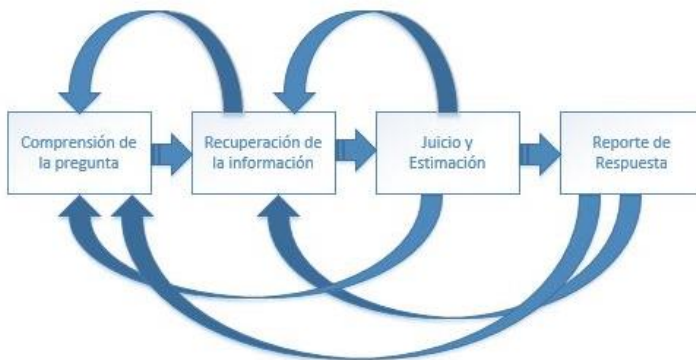 Comprensión de
la pregunta
Recuperación de
la información
Juicio y
Estimación
Reporte de
Respuesta